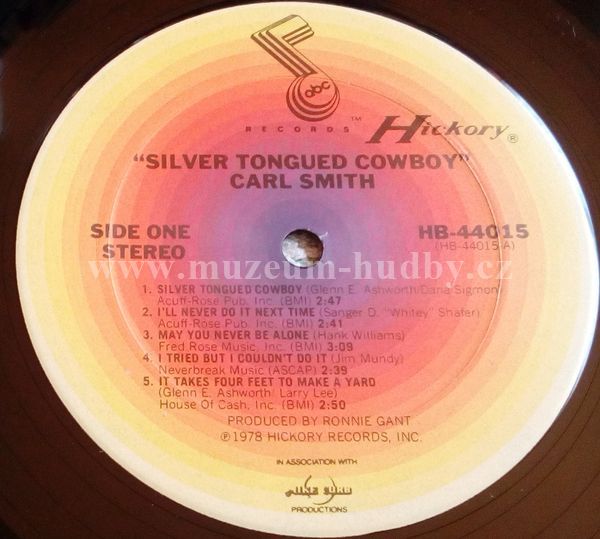 abc
RECORDS™ Hickory®
"SILVER TONGUED COWBOY"
CARL SMITH
SIDE ONE
STEREO
HB-44015
(HB-44015-A)
www.muzeum-hudby.cz
1. SILVER TONGUED COWBOY (Glenn E. Ashworth/Dana Sigmon)
Acuff-Rose Pub. Inc. (BMI) 2:47
2. I'LL NEVER DO IT NEXT TIME (Sanger D. "Whitey" Shafer)
Acuff-Rose Pub. Inc. (BMI) 2:41
3. MAY YOU NEVER BE ALONE (Hank Williams)
Fred Rose Music, Inc. (BMI) 3:09
4. I TRIED BUT I COULDN'T DO IT (Jim Mundy)
Neverbreak Music (ASCAP) 2:39
5. IT TAKES FOUR FEET TO MAKE A YARD
(Glenn E. Ashworth/ Larry Lee)
House Of Cash, Inc. (BMI) 2:50
PRODUCED BY RONNIE GANT
℗1978 HICKORY RECORDS, INC.
IN ASSOCIATION WITH
MIKE CURB
PRODUCTIONS